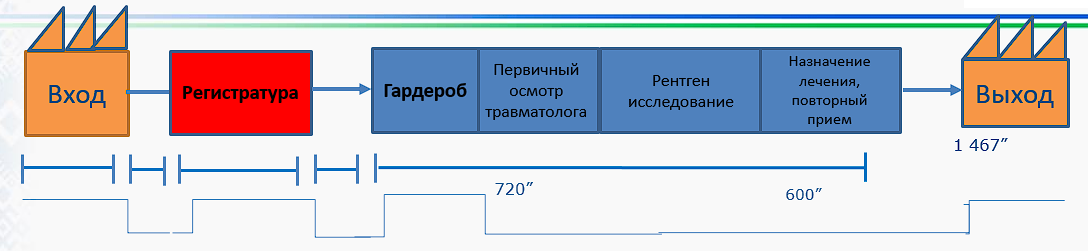 Вход
Регистратура
Гардероб
Первичный
осмотр
травматолога
Рентген
исследование
Назначение
лечения,
повторный
прием
Выход
1 467”
720”
600”